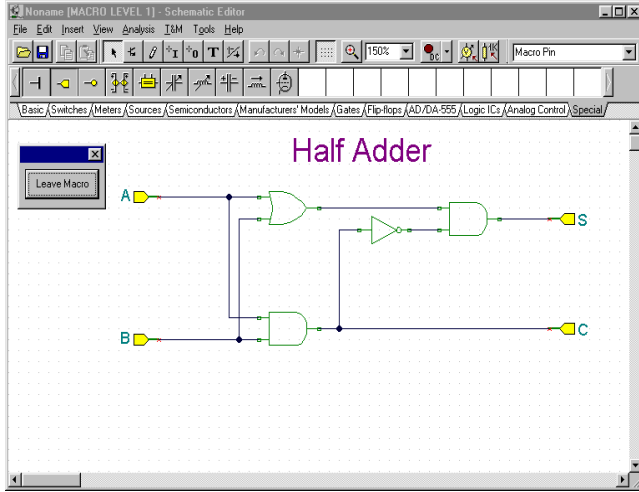 Noname [MACRO LEVEL 1] - Schematic Editor
File Edit Insert View Analysis T&M Tools Help
I 0 T 150% DC Macro Pin
Basic Switches Meters Sources Semiconductors Manufacturers' Models Gates Flip-flops AD/DA-555 Logic ICs Analog Control Special
Half Adder
Leave Macro
A
S
B
C